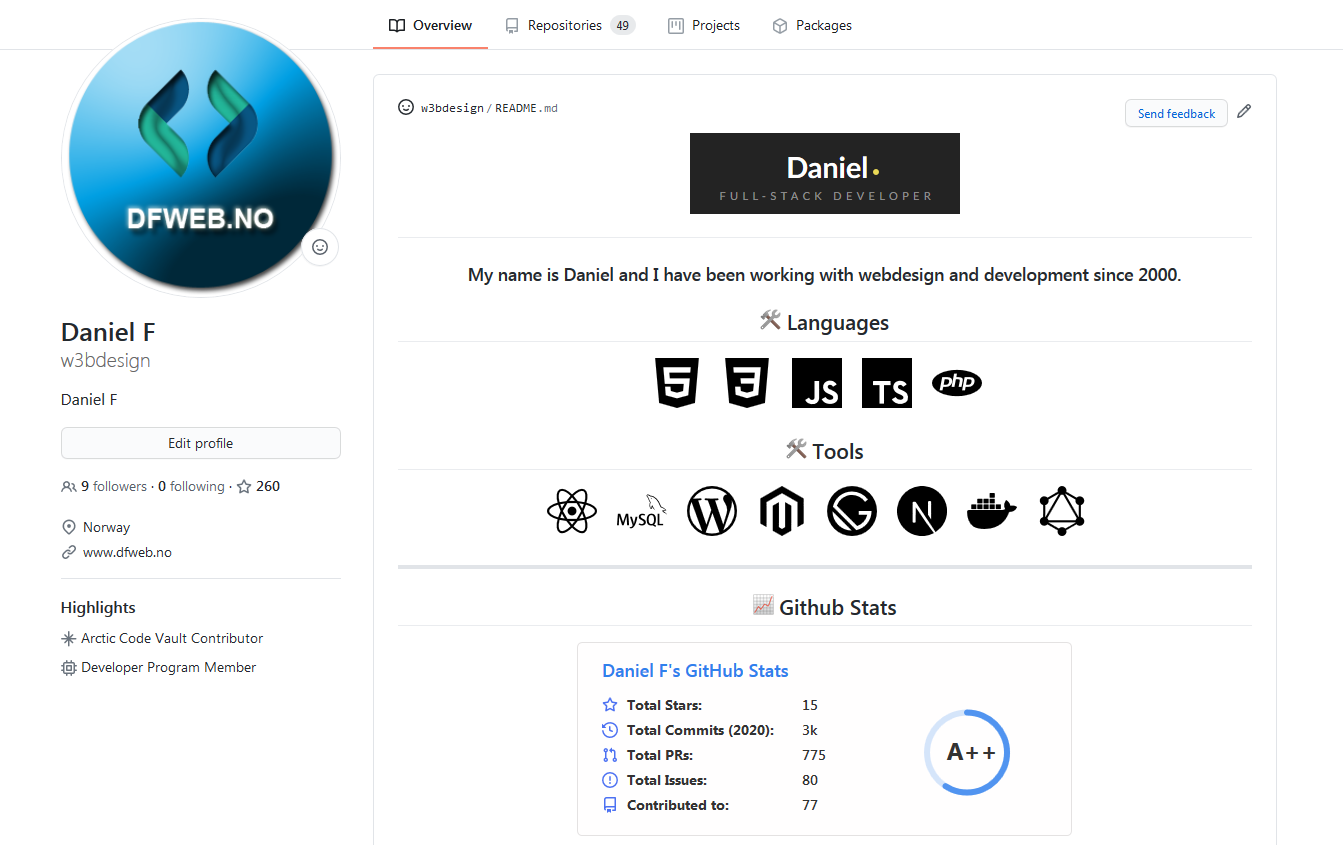 Overview
Repositories 49
Projects
Packages
DFWEB.NO
Daniel F
w3bdesign
Daniel F
Edit profile
9 followers · 0 following · 260
Norway
www.dfweb.no
Highlights
Arctic Code Vault Contributor
Developer Program Member
w3bdesign/README.md
Send feedback
Daniel.
FULL-STACK DEVELOPER
My name is Daniel and I have been working with webdesign and development since 2000.
Languages
5 3 JS TS php
Tools
MySQL W G N
Github Stats
Daniel F's GitHub Stats
Total Stars: 15
Total Commits (2020): 3k
Total PRs: 775
Total Issues: 80
Contributed to: 77
A++